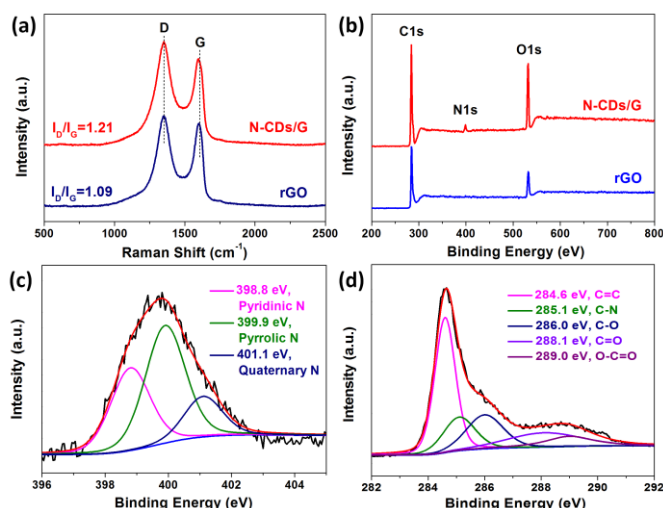 (a)
D
G
I_D/I_G=1.21
N-CDs/G
I_D/I_G=1.09
rGO
Intensity (a.u.)
500 1000 1500 2000 2500
Raman Shift (cm⁻¹)
(b)
C1s
O1s
N1s
N-CDs/G
rGO
Intensity (a.u.)
200 300 400 500 600 700 800
Binding Energy (eV)
(c)
398.8 eV,
Pyridinic N
399.9 eV,
Pyrrolic N
401.1 eV,
Quaternary N
Intensity (a.u.)
396 398 400 402 404
Binding Energy (eV)
(d)
284.6 eV, C=C
285.1 eV, C-N
286.0 eV, C-O
288.1 eV, C=O
289.0 eV, O-C=O
Intensity (a.u.)
282 284 286 288 290 292
Binding Energy (eV)